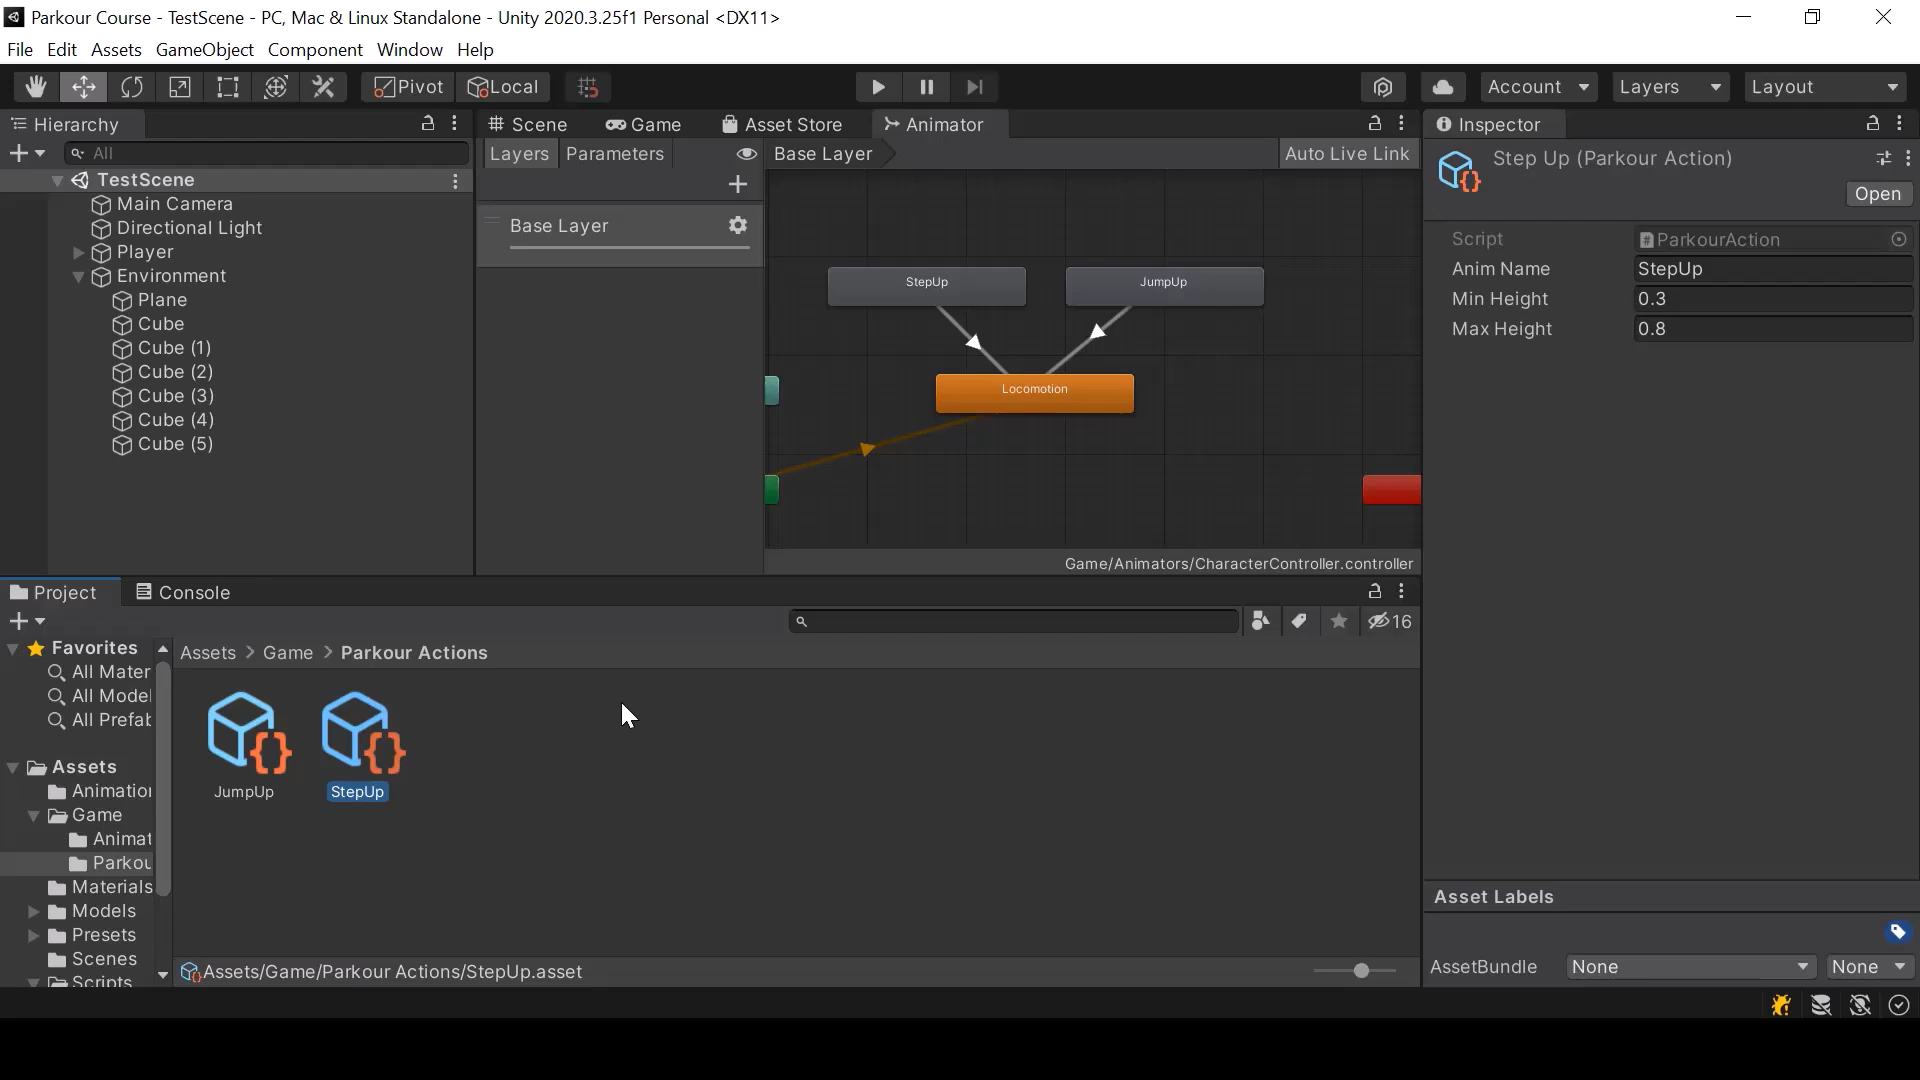 Parkour Course - TestScene - PC, Mac & Linux Standalone - Unity 2020.3.25f1 Personal <DX11>
File Edit Assets GameObject Component Window Help
Pivot Local Account Layers Layout
Hierarchy
All
TestScene
Main Camera
Directional Light
Player
Environment
Plane
Cube
Cube (1)
Cube (2)
Cube (3)
Cube (4)
Cube (5)
Scene Game Asset Store Animator
Layers Parameters Base Layer Auto Live Link
Base Layer
StepUp JumpUp
Locomotion
Game/Animators/CharacterController.controller
Inspector
Step Up (Parkour Action)
Open
Script ParkourAction
Anim Name StepUp
Min Height 0.3
Max Height 0.8
Asset Labels
AssetBundle None None
Project Console
16
Favorites
All Mater
All Model
All Prefab
Assets
Animation
Game
Animat
Parkou
Materials
Models
Presets
Scenes
Scripts
Assets > Game > Parkour Actions
JumpUp StepUp
Assets/Game/Parkour Actions/StepUp.asset